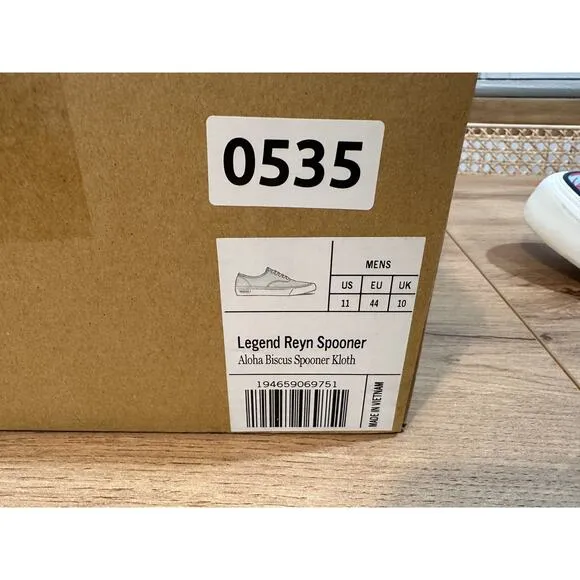 0535
MENS
US EU UK
11 44 10
Legend Reyn Spooner
Aloha Biscus Spooner Kloth
194659069751
MADE IN VIETNAM